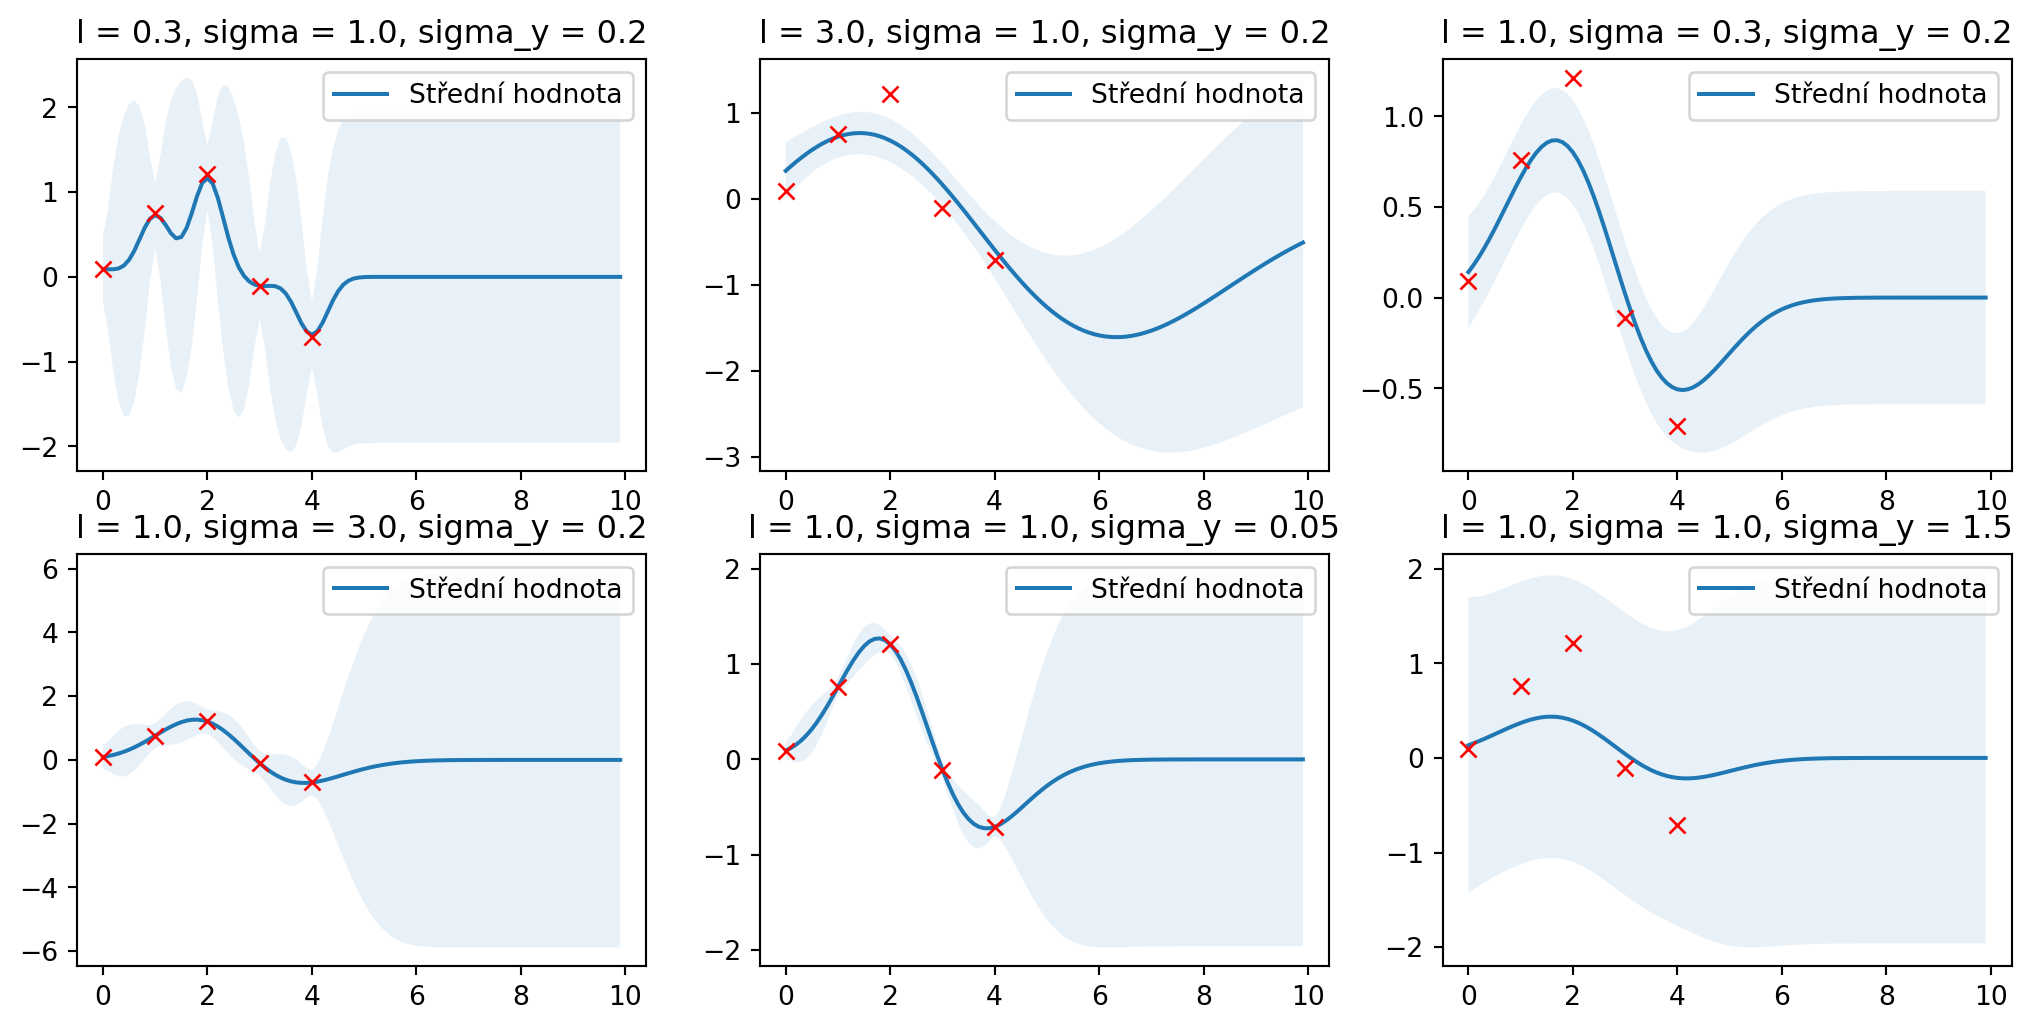 l = 0.3, sigma = 1.0, sigma_y = 0.2
Střední hodnota
2
1
0
−1
−2
0 2 4 6 8 10
l = 3.0, sigma = 1.0, sigma_y = 0.2
Střední hodnota
1
0
−1
−2
−3
0 2 4 6 8 10
l = 1.0, sigma = 0.3, sigma_y = 0.2
Střední hodnota
1.0
0.5
0.0
−0.5
0 2 4 6 8 10
l = 1.0, sigma = 3.0, sigma_y = 0.2
Střední hodnota
6
4
2
0
−2
−4
−6
0 2 4 6 8 10
l = 1.0, sigma = 1.0, sigma_y = 0.05
Střední hodnota
2
1
0
−1
−2
0 2 4 6 8 10
l = 1.0, sigma = 1.0, sigma_y = 1.5
Střední hodnota
2
1
0
−1
−2
0 2 4 6 8 10